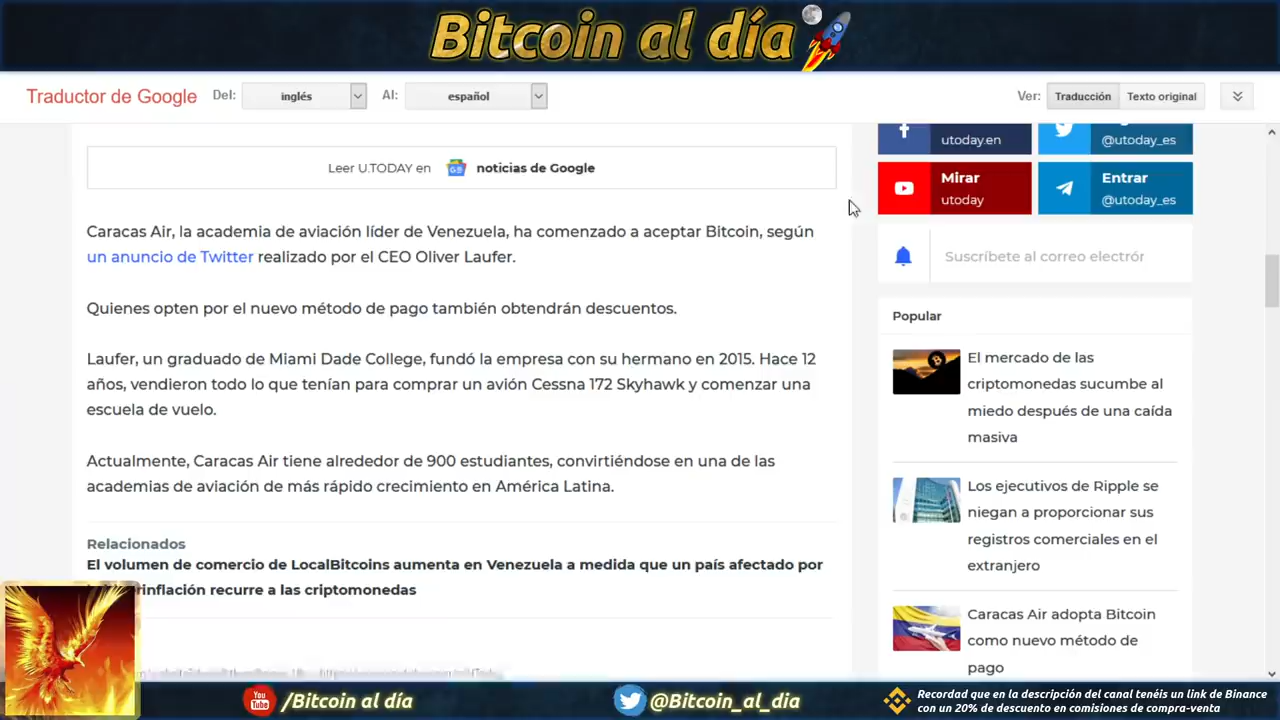 Bitcoin al día
Traductor de Google
Del:
inglés
Al:
español
Ver:
Traducción
Texto original
Leer U.TODAY en
noticias de Google
Caracas Air, la academia de aviación líder de Venezuela, ha comenzado a aceptar Bitcoin, según
un anuncio de Twitter realizado por el CEO Oliver Laufer.
Quienes opten por el nuevo método de pago también obtendrán descuentos.
Laufer, un graduado de Miami Dade College, fundó la empresa con su hermano en 2015. Hace 12
años, vendieron todo lo que tenían para comprar un avión Cessna 172 Skyhawk y comenzar una
escuela de vuelo.
Actualmente, Caracas Air tiene alrededor de 900 estudiantes, convirtiéndose en una de las
academias de aviación de más rápido crecimiento en América Latina.
Relacionados
El volumen de comercio de LocalBitcoins aumenta en Venezuela a medida que un país afectado por
recurre a las criptomonedas
utoday.en
@utoday_es
Mirar
utoday
Entrar
@utoday_es
Suscríbete al correo electrór
Popular
El mercado de las
criptomonedas sucumbe al
miedo después de una caída
masiva
Los ejecutivos de Ripple se
niegan a proporcionar sus
registros comerciales en el
extranjero
Caracas Air adopta Bitcoin
como nuevo método de
pago
You Tube
/Bitcoin al día
@Bitcoin_al_dia
Recordad que en la descripción del canal tenéis un link de Binance
con un 20% de descuento en comisiones de compra-venta